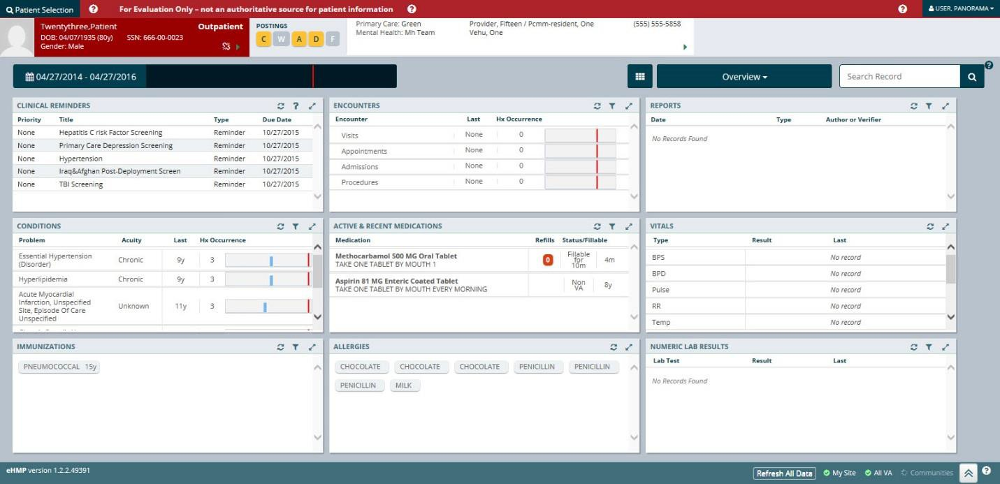 Patient Selection
For Evaluation Only – not an authoritative source for patient information
USER, PANORAMA
Twentythree,Patient Outpatient
DOB: 04/07/1935 (80y) SSN: 666-00-0023
Gender: Male
POSTINGS
C W A D F
Primary Care: Green Provider, Fifteen / Pcmm-resident, One (555) 555-5858
Mental Health: Mh Team Vehu, One
04/27/2014 - 04/27/2016
Overview
Search Record
CLINICAL REMINDERS
Priority Title Type Due Date
None Hepatitis C risk Factor Screening Reminder 10/27/2015
None Primary Care Depression Screening Reminder 10/27/2015
None Hypertension Reminder 10/27/2015
None Iraq&Afghan Post-Deployment Screen Reminder 10/27/2015
None TBI Screening Reminder 10/27/2015
ENCOUNTERS
Encounter Last Hx Occurrence
Visits None 0
Appointments None 0
Admissions None 0
Procedures None 0
REPORTS
Date Type Author or Verifier
No Records Found
CONDITIONS
Problem Acuity Last Hx Occurrence
Essential Hypertension
(Disorder) Chronic 9y 3
Hyperlipidemia Chronic 9y 3
Acute Myocardial
Infarction, Unspecified
Site, Episode Of Care
Unspecified Unknown 11y 3
ACTIVE & RECENT MEDICATIONS
Medication Refills Status/Fillable
Methocarbamol 500 MG Oral Tablet
TAKE ONE TABLET BY MOUTH 1
0
Fillable
for
10m
4m
Aspirin 81 MG Enteric Coated Tablet
TAKE ONE TABLET BY MOUTH EVERY MORNING
Non
VA
8y
VITALS
Type Result Last
BPS No record
BPD No record
Pulse No record
RR No record
Temp No record
IMMUNIZATIONS
PNEUMOCOCCAL 15y
ALLERGIES
CHOCOLATE CHOCOLATE CHOCOLATE PENICILLIN PENICILLIN
PENICILLIN MILK
NUMERIC LAB RESULTS
Lab Test Result Last
No Records Found
eHMP version 1.2.2.49391
Refresh All Data My Site All VA Communities